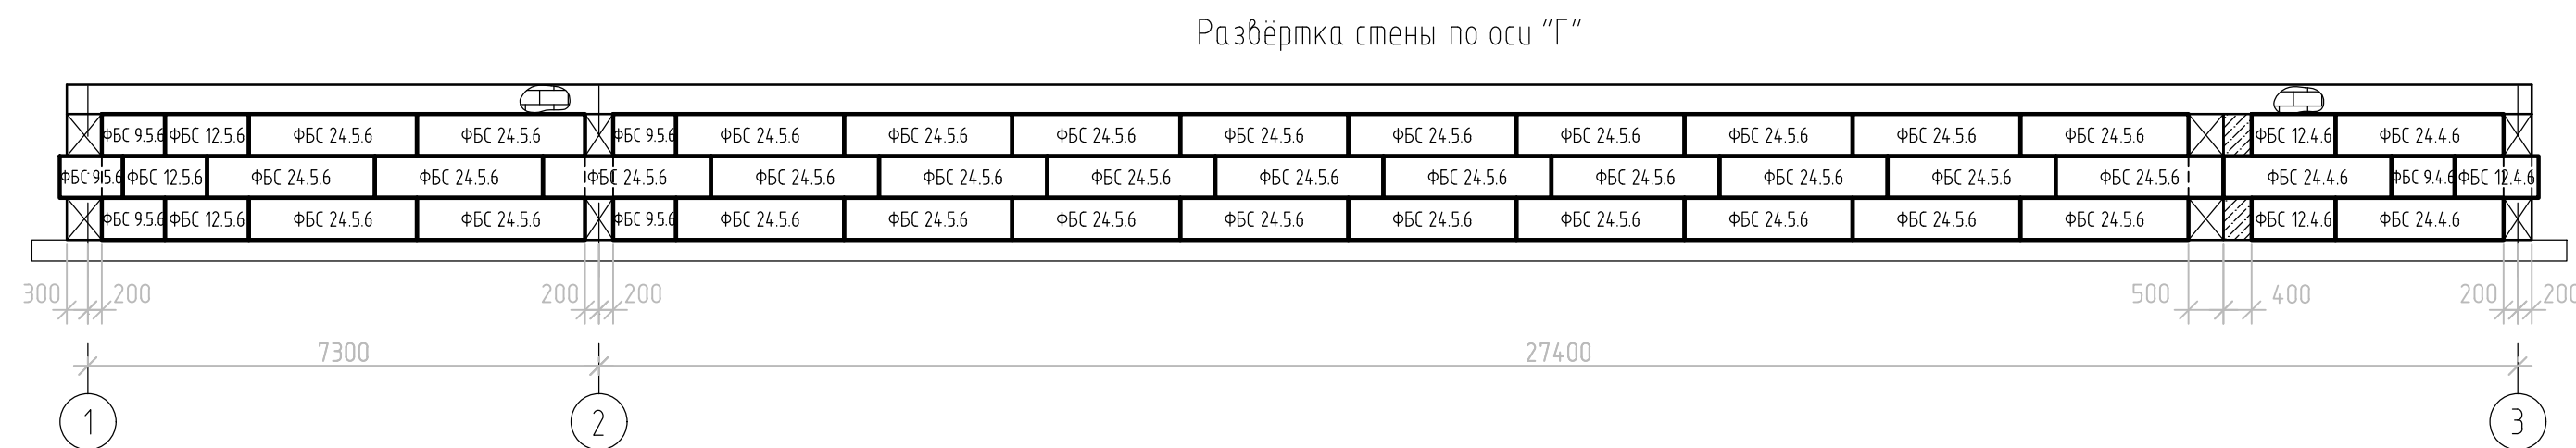 Развёртка стены по оси "Г"
ФБС 9.5.6 ФБС 12.5.6 ФБС 24.5.6 ФБС 24.5.6 ФБС 9.5.6 ФБС 24.5.6 ФБС 24.5.6 ФБС 24.5.6 ФБС 24.5.6 ФБС 24.5.6 ФБС 24.5.6 ФБС 24.5.6 ФБС 24.5.6 ФБС 24.5.6 ФБС 12.4.6 ФБС 24.4.6
ФБС 9.5.6 ФБС 12.5.6 ФБС 24.5.6 ФБС 24.5.6 ФБС 24.5.6 ФБС 24.5.6 ФБС 24.5.6 ФБС 24.5.6 ФБС 24.5.6 ФБС 24.5.6 ФБС 24.5.6 ФБС 24.5.6 ФБС 24.5.6 ФБС 24.5.6 ФБС 24.4.6 ФБС 9.4.6 ФБС 12.4.6
ФБС 9.5.6 ФБС 12.5.6 ФБС 24.5.6 ФБС 24.5.6 ФБС 9.5.6 ФБС 24.5.6 ФБС 24.5.6 ФБС 24.5.6 ФБС 24.5.6 ФБС 24.5.6 ФБС 24.5.6 ФБС 24.5.6 ФБС 24.5.6 ФБС 24.5.6 ФБС 12.4.6 ФБС 24.4.6
300 200 200 200 500 400 200 200
7300 27400
1 2 3